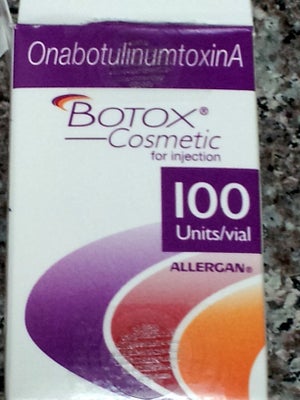 OnabotulinumtoxinA
BOTOX®
Cosmetic
for injection
100
Units/vial
ALLERGAN®